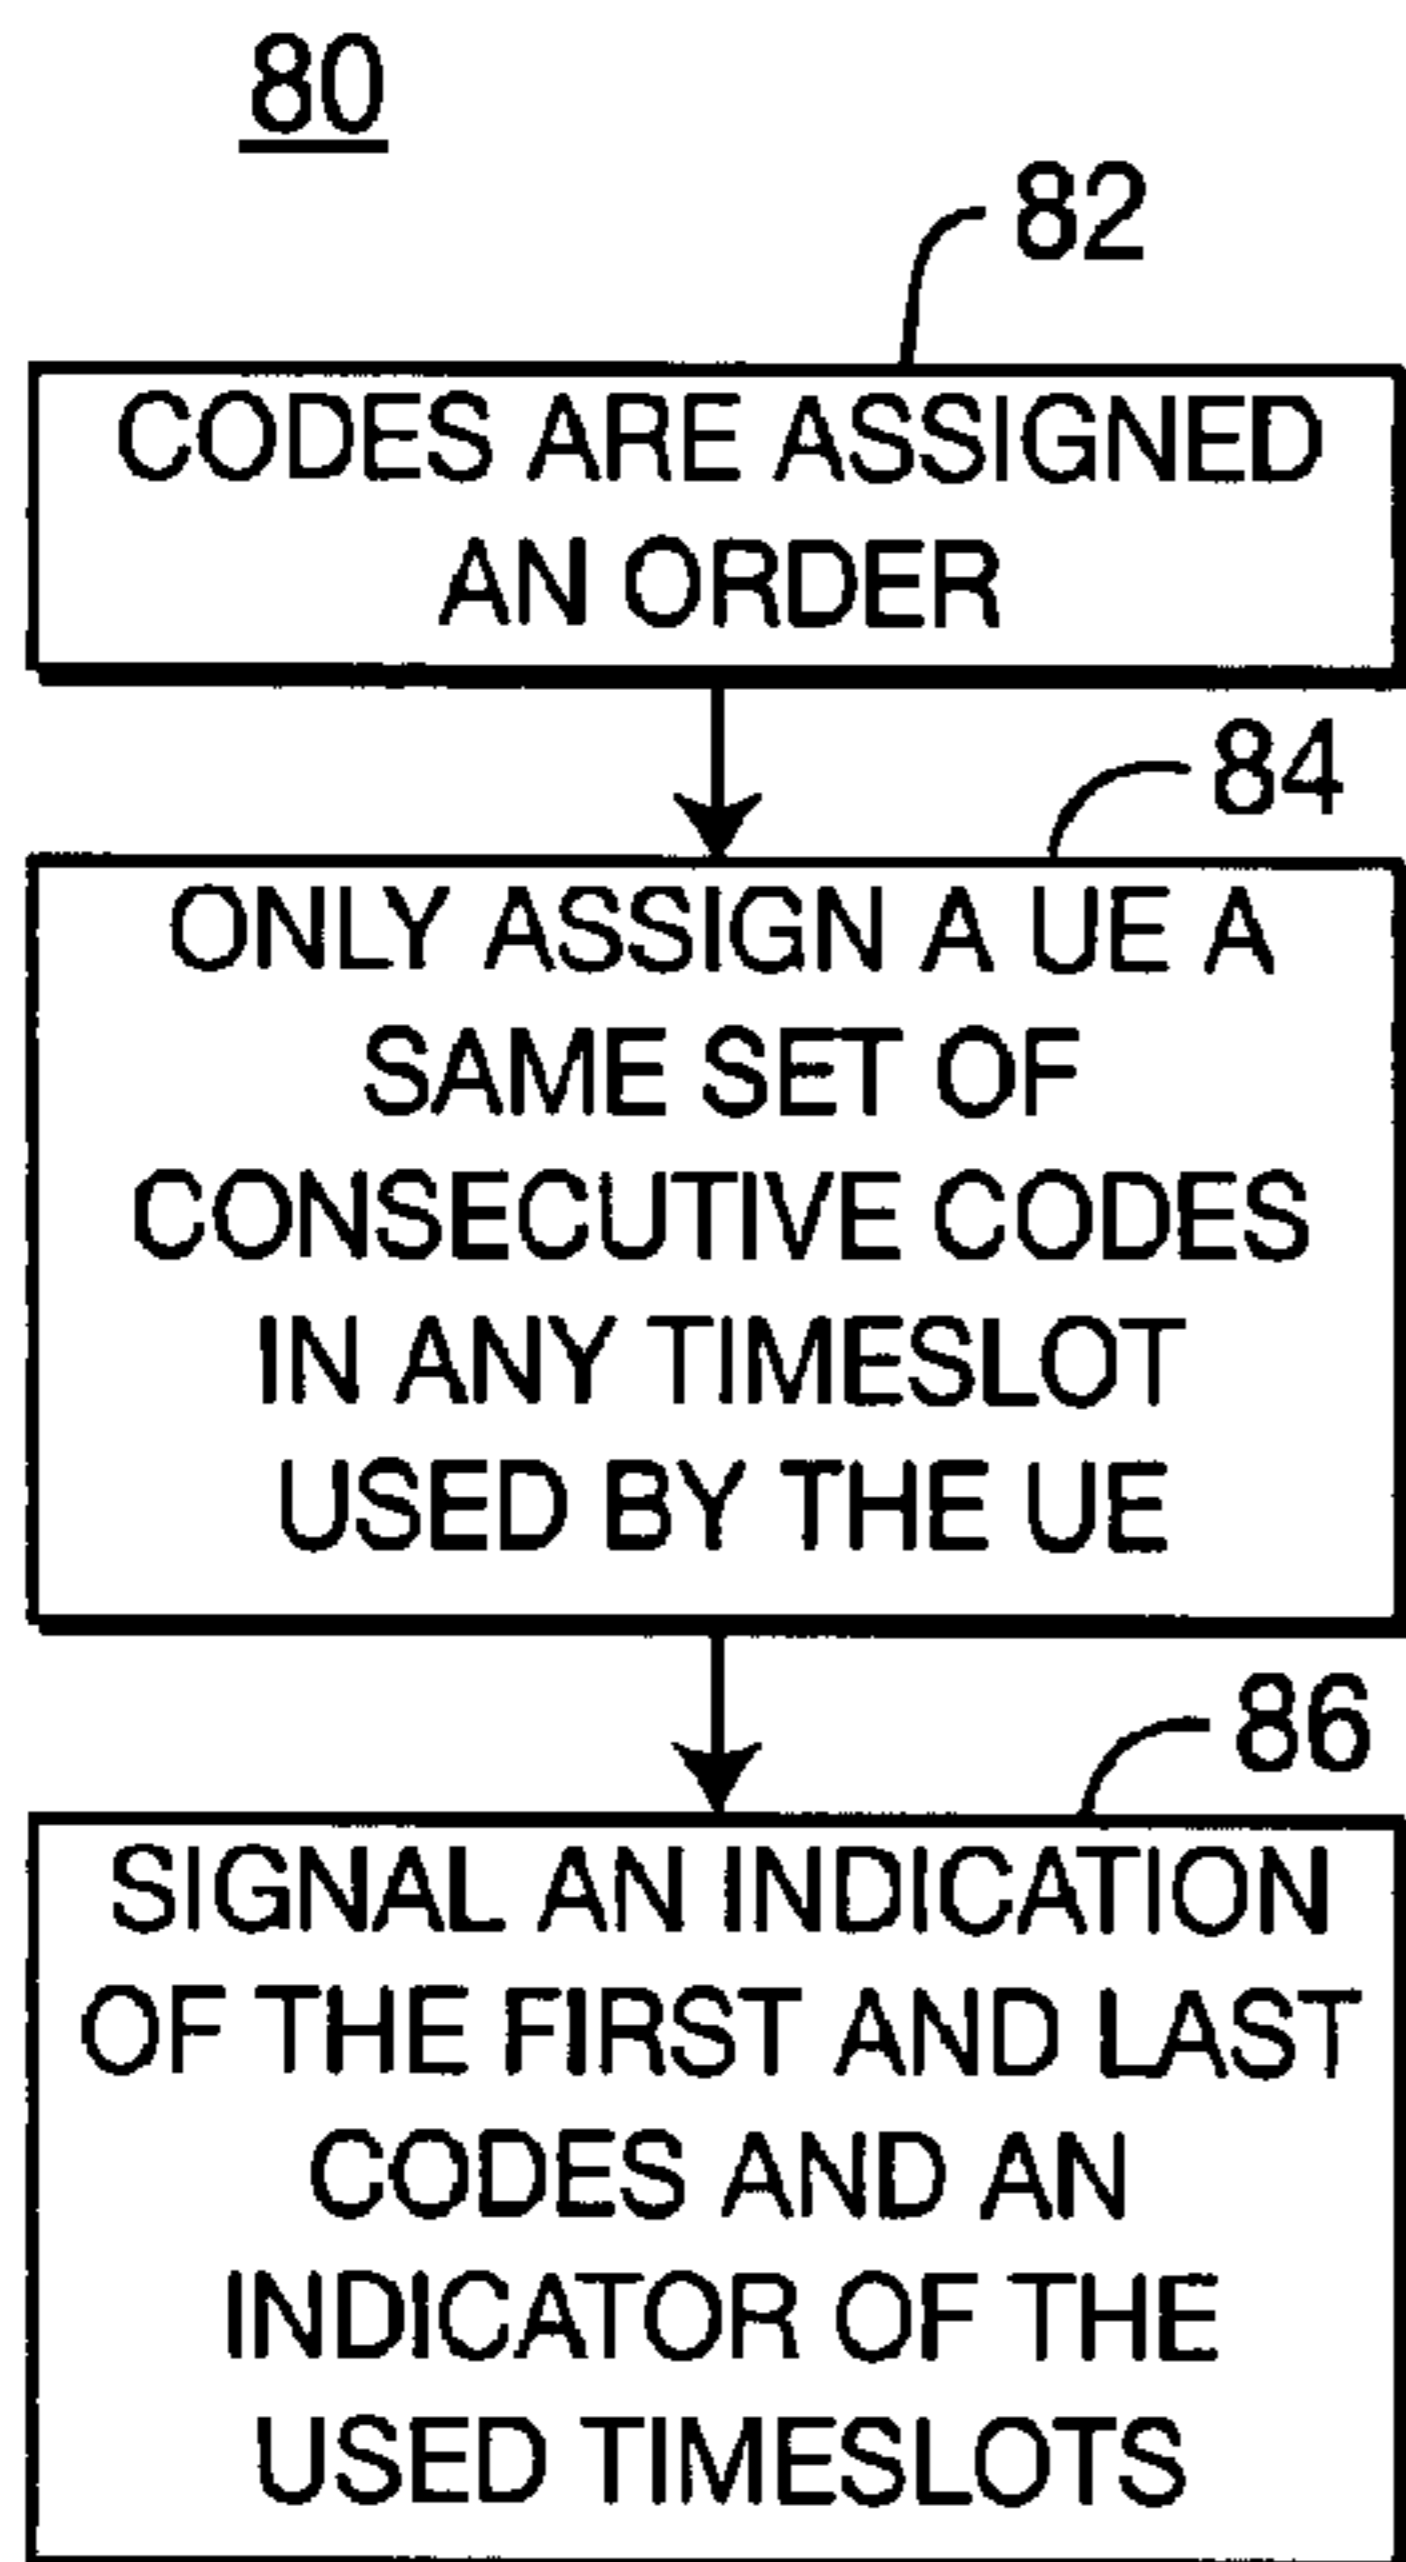 80
82
CODES ARE ASSIGNED
AN ORDER
84
ONLY ASSIGN A UE A
SAME SET OF
CONSECUTIVE CODES
IN ANY TIMESLOT
USED BY THE UE
86
SIGNAL AN INDICATION
OF THE FIRST AND LAST
CODES AND AN
INDICATOR OF THE
USED TIMESLOTS